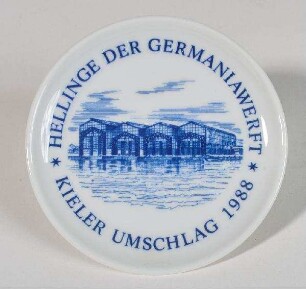 * HELLINGE DER GERMANIAWERFT *
KIELER UMSCHLAG 1988